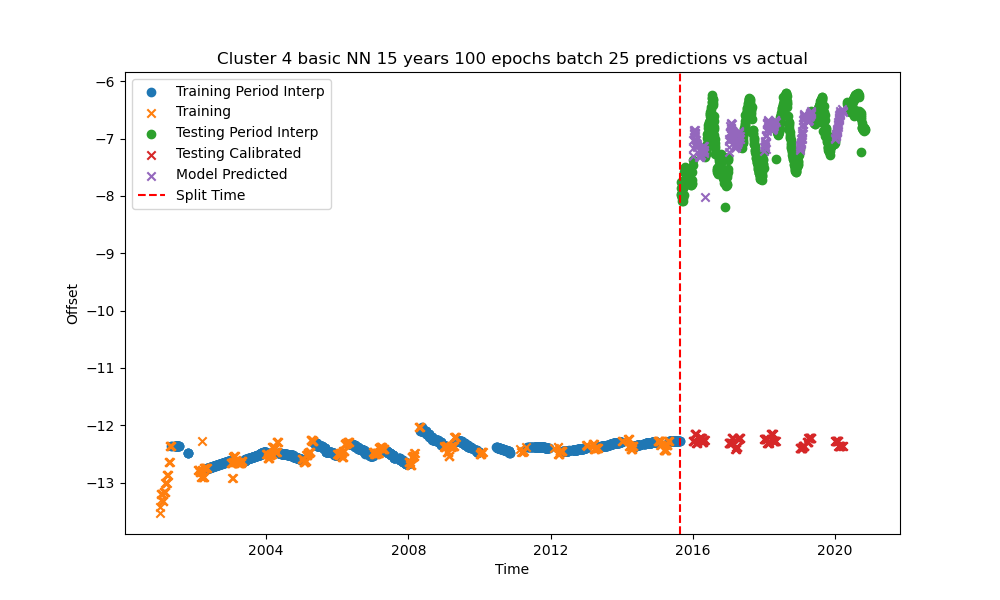 Cluster 4 basic NN 15 years 100 epochs batch 25 predictions vs actual
Training Period Interp
Training
Testing Period Interp
Testing Calibrated
Model Predicted
Split Time
−6
−7
−8
−9
−10
−11
−12
−13
Offset
2004
2008
2012
2016
2020
Time